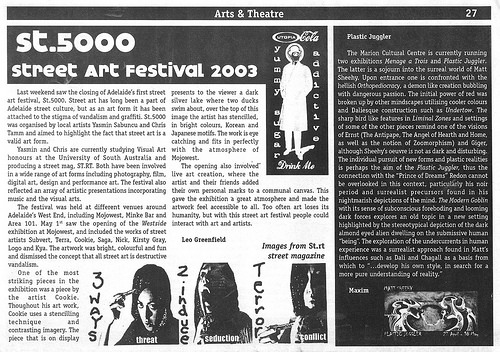 Arts & Theatre
27
st.5000
street Art Festival 2003
Last weekend saw the closing of Adelaide's first street
art festival, St.5000. Street art has long been a part of
Adelaide street culture, but as an art form it has been
attached to the stigma of vandalism and graffiti. St.5000
was organised by local artists Yasmin Sabuncu and Chris
Tamm and aimed to highlight the fact that street art is a
valid art form.
Yasmin and Chris are currently studying Visual Art
honours at the University of South Australia and
producing a street mag, ST.RT. Both have been involved
in a wide range of art forms including photography, film,
digital art, design and performance art. The festival also
reflected an array of artistic presentations incorporating
music and the visual arts.
The festival was held at different venues around
Adelaide's West End, including Mojowest, Minke Bar and
Area 101. May 1st saw the opening of the Westside
exhibition at Mojowest, and included the works of street
artists Subvert, Terra, Cookie, Saga, Nick, Kirsty Gray,
Logo and Kyu. The artwork was bright, colourful and fun
and dismissed the concept that all street art is destructive
vandalism.
One of the most
striking pieces in the
exhibition was a piece by
the artist Cookie.
Thoughout his art work,
Cookie uses a stencilling
technique and
contrasting imagery. The
piece that is on display
presents to the viewer a dark
silver lake where two ducks
swim about, over the top of this
image the artist has stencilled,
in bright colours, Korean and
Japanese motifs. The work is eye
catching and fits in perfectly
with the atmosphere of
Mojowest.
The opening also involved
live art creation, where the
artist and their friends added
their own personal marks to a communal canvas. This
gave the exhibition a great atmosphere and made the
artwork feel accessible to all. Too often art loses its
humanity, but with this street art festival people could
interact with art and artists.
Leo Greenfield
Images from St.rt
street magazine
UTOPIA Cola
yummy sugar
addictive
Drink Me
3 WAYS
threat
2 idue
seduction
Terror
conflict
Plastic Juggler
The Marion Cultural Centre is currently running
two exhibitions Menage a Trois and Plastic Juggler.
The latter is a sojourn into the surreal world of Matt
Sheehy. Upon entrance one is confronted with the
hellish Orthopediocracy, a demon like creation bubbling
with dangerous passion. The initial power of red was
broken up by other mindscapes utilising cooler colours
and Daliesque construction such as Undertow. The
sharp bird like features in Liminal Zones and settings
of some of the other pieces remind one of the visions
of Ernst (The Antipape, The Angel of Hearth and Home,
as well as the notion of Zoomorphism) and Giger,
although Sheehy's oeuvre is not as dark and disturbing.
The individual pursuit of new forms and plastic realities
is perhaps the aim of the Plastic Juggler, thus the
connection with the "Prince of Dreams" Redon cannot
be overlooked in this context, particularly his noir
period and surrealist precursors found in his
nightmarish depictions of the mind. The Modern Goblin
with its sense of subconscious foreboding and looming
dark forces explores an old topic in a new setting
highlighted by the stereotypical depiction of the dark
almond eyed alien dwelling on the submissive human
"being". The exploration of the undercurrents in human
experience was a surrealist approach found in Matt's
influences such as Dali and Chagall as a basis from
which to "...develop his own style, in search for a
more pure understanding of reality."
Maxim